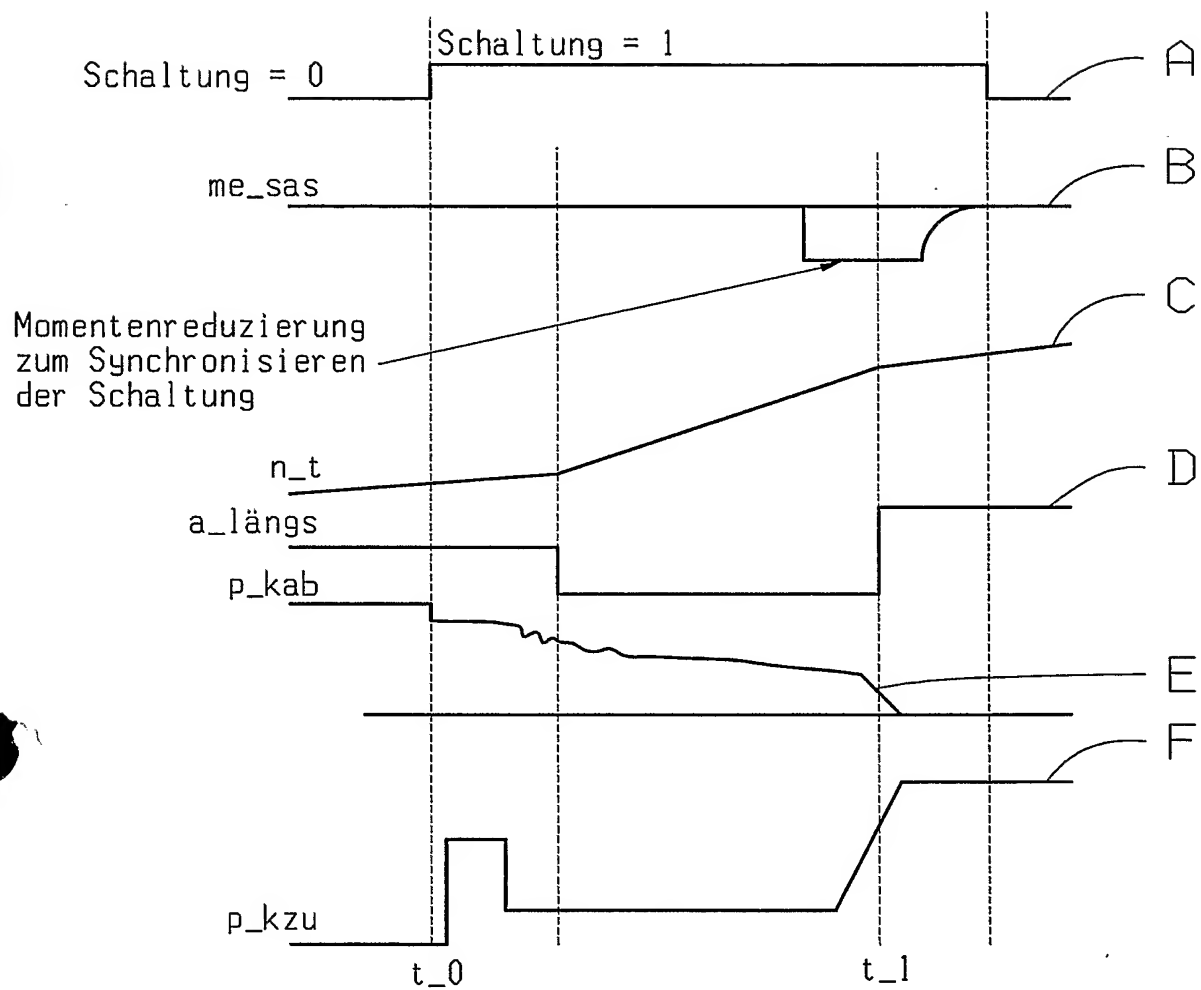 Schaltung = 1
Schaltung = 0
A
me_sas
B
Momentenreduzierung
zum Synchronisieren
der Schaltung
C
n_t
D
a_längs
p_kab
E
F
p_kzu
t_0
t_1